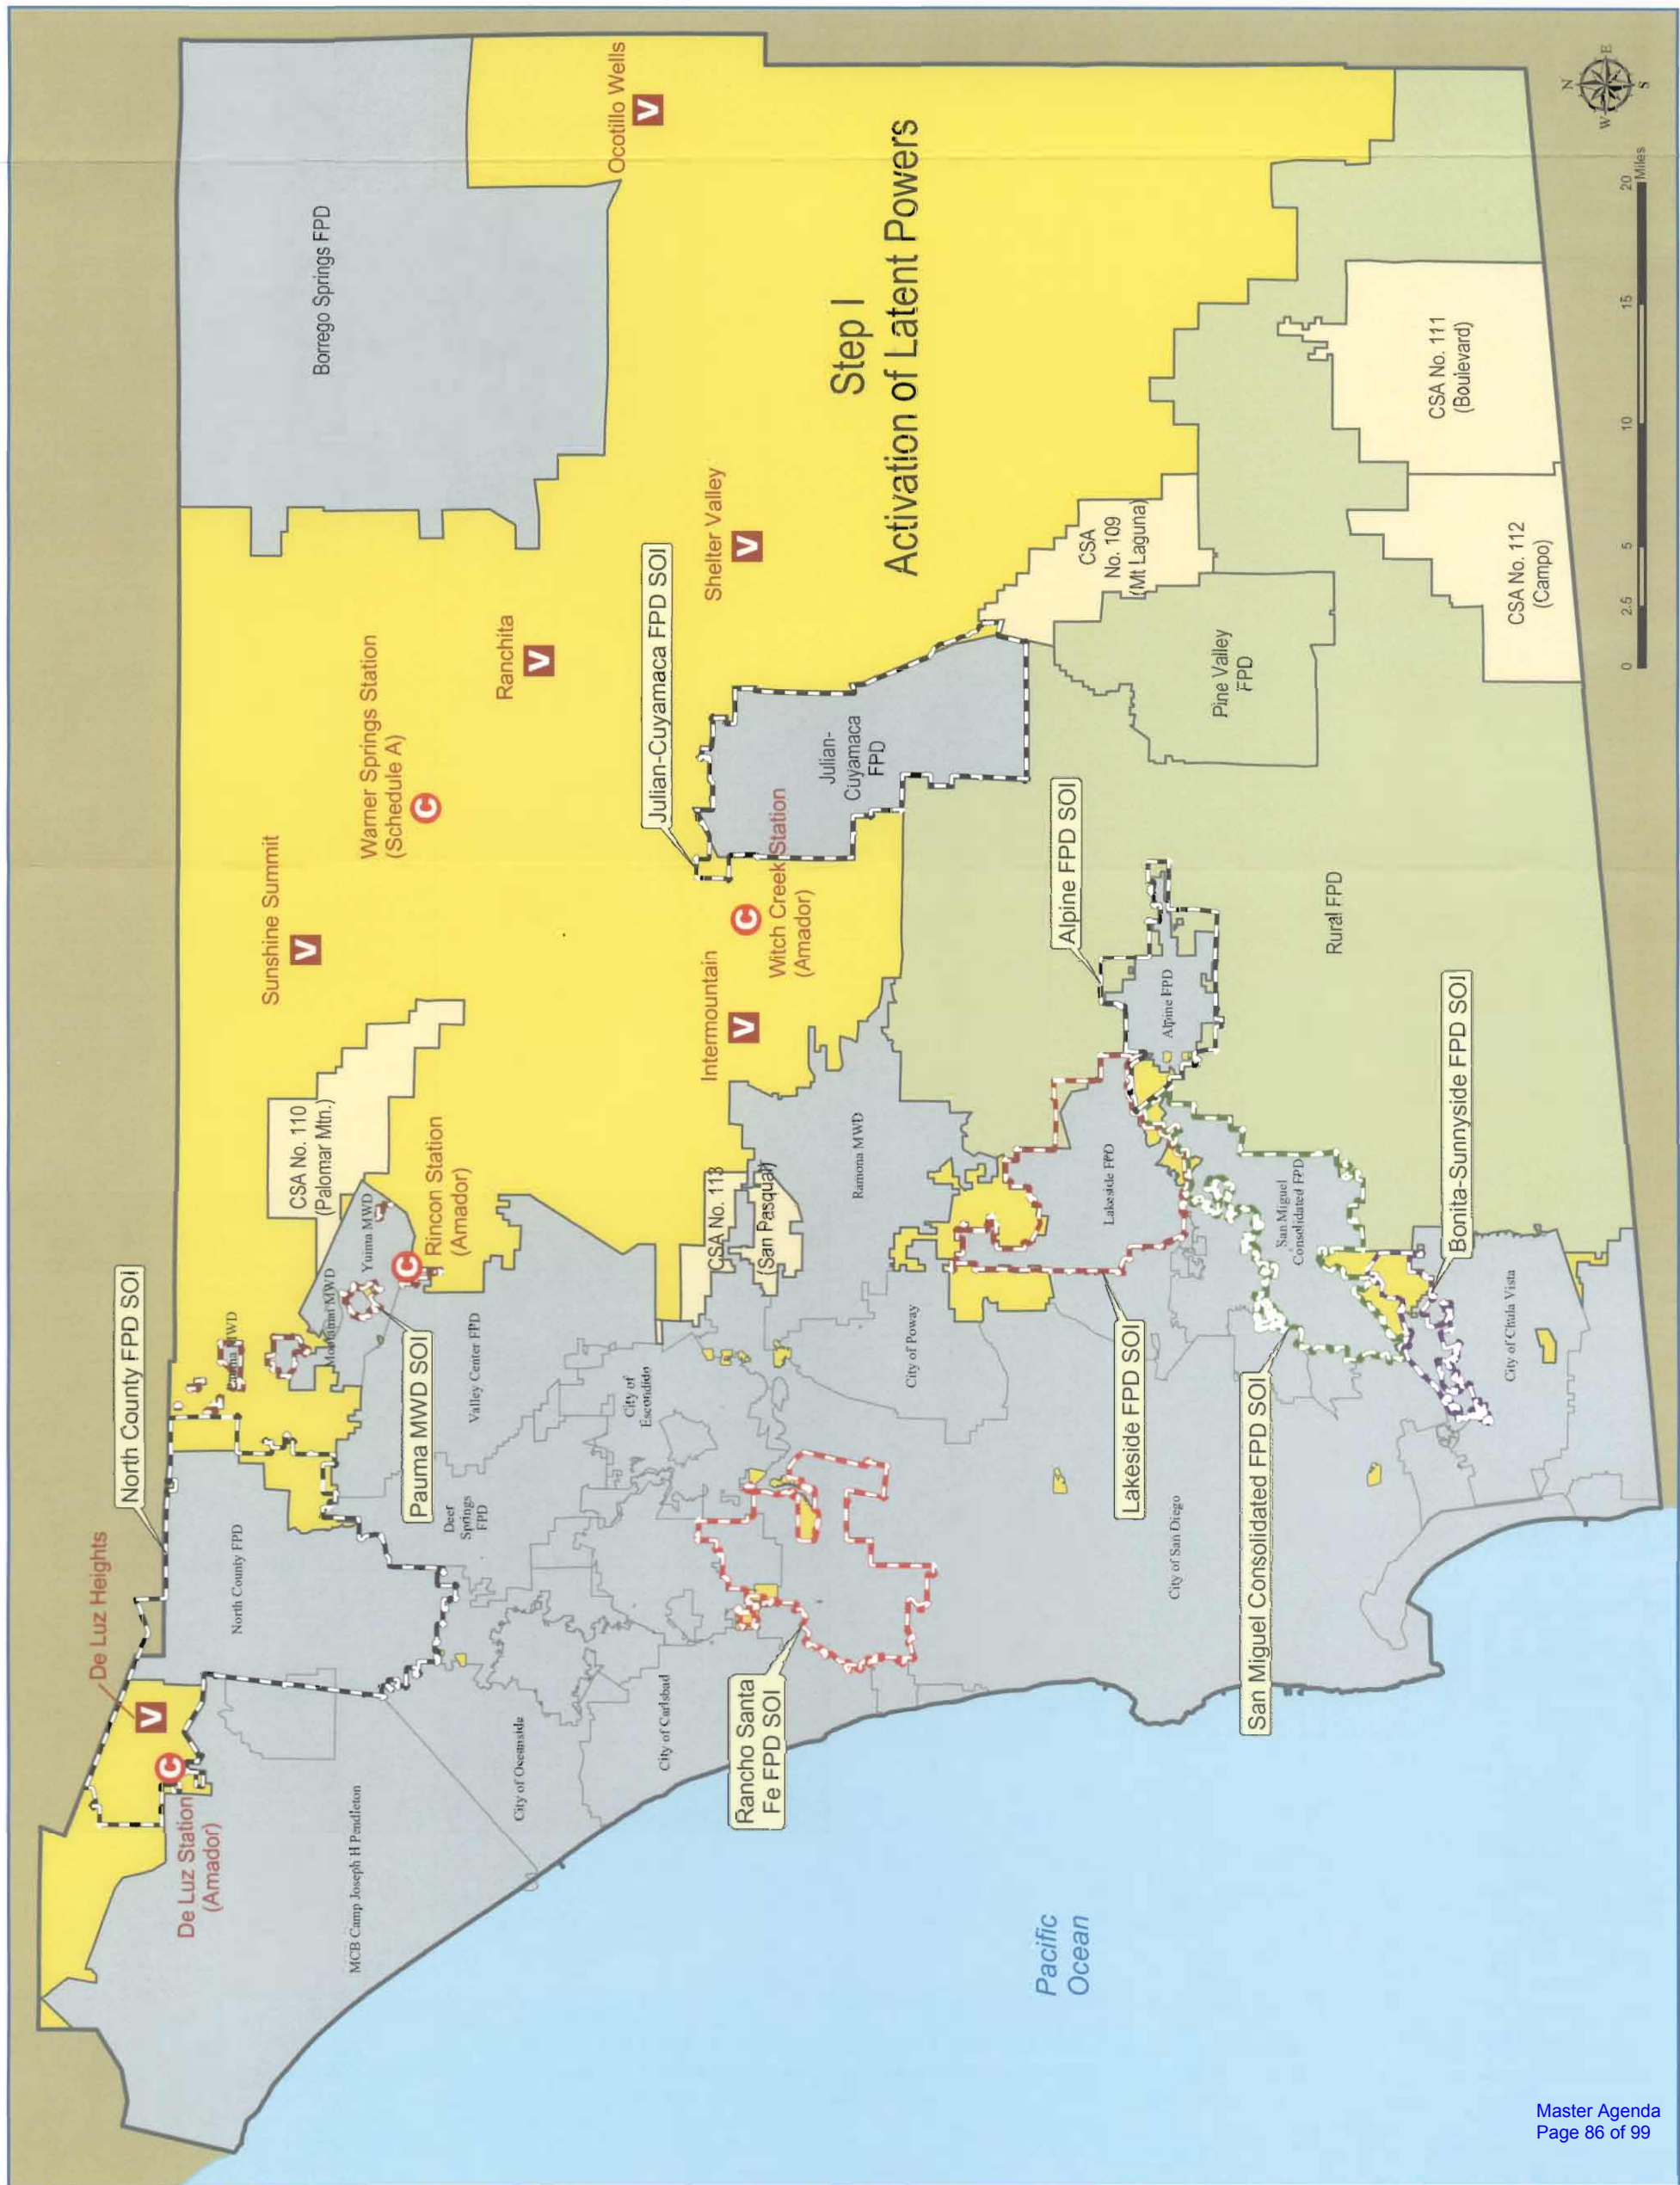 De Luz Heights
De Luz Station
(Amador)
North County FPD SOI
North County FPD
MCB Camp Joseph H Pendleton
Pauma MWD
Mootamai MWD
Yuima MWD
Pauma MWD SOI
CSA No. 110
(Palomar Mtn.)
Rincon Station
(Amador)
Sunshine Summit
Warner Springs Station
(Schedule A)
Ranchita
Borrego Springs FPD
Ocotillo Wells
Valley Center FPD
Deer
Springs
FPD
City of Oceanside
City of Carlsbad
City of
Escondido
CSA No. 113
(San Pasqual)
Intermountain
Witch Creek Station
(Amador)
Julian-Cuyamaca FPD SOI
Julian-
Cuyamaca
FPD
Shelter Valley
Step I
Activation of Latent Powers
Rancho Santa
Fe FPD SOI
City of Poway
Ramona MWD
Lakeside FPD
Lakeside FPD SOI
Alpine FPD SOI
Alpine FPD
Rural FPD
Pine Valley
FPD
CSA
No. 109
(Mt Laguna)
CSA No. 111
(Boulevard)
CSA No. 112
(Campo)
City of San Diego
San Miguel
Consolidated FPD
San Miguel Consolidated FPD SOI
Bonita-Sunnyside FPD SOI
City of Chula Vista
Pacific
Ocean
V
C
C
V
C
V
V
C
V
V
V
N
W
E
S
0
2.5
5
10
15
20
Miles
Master Agenda
Page 86 of 99